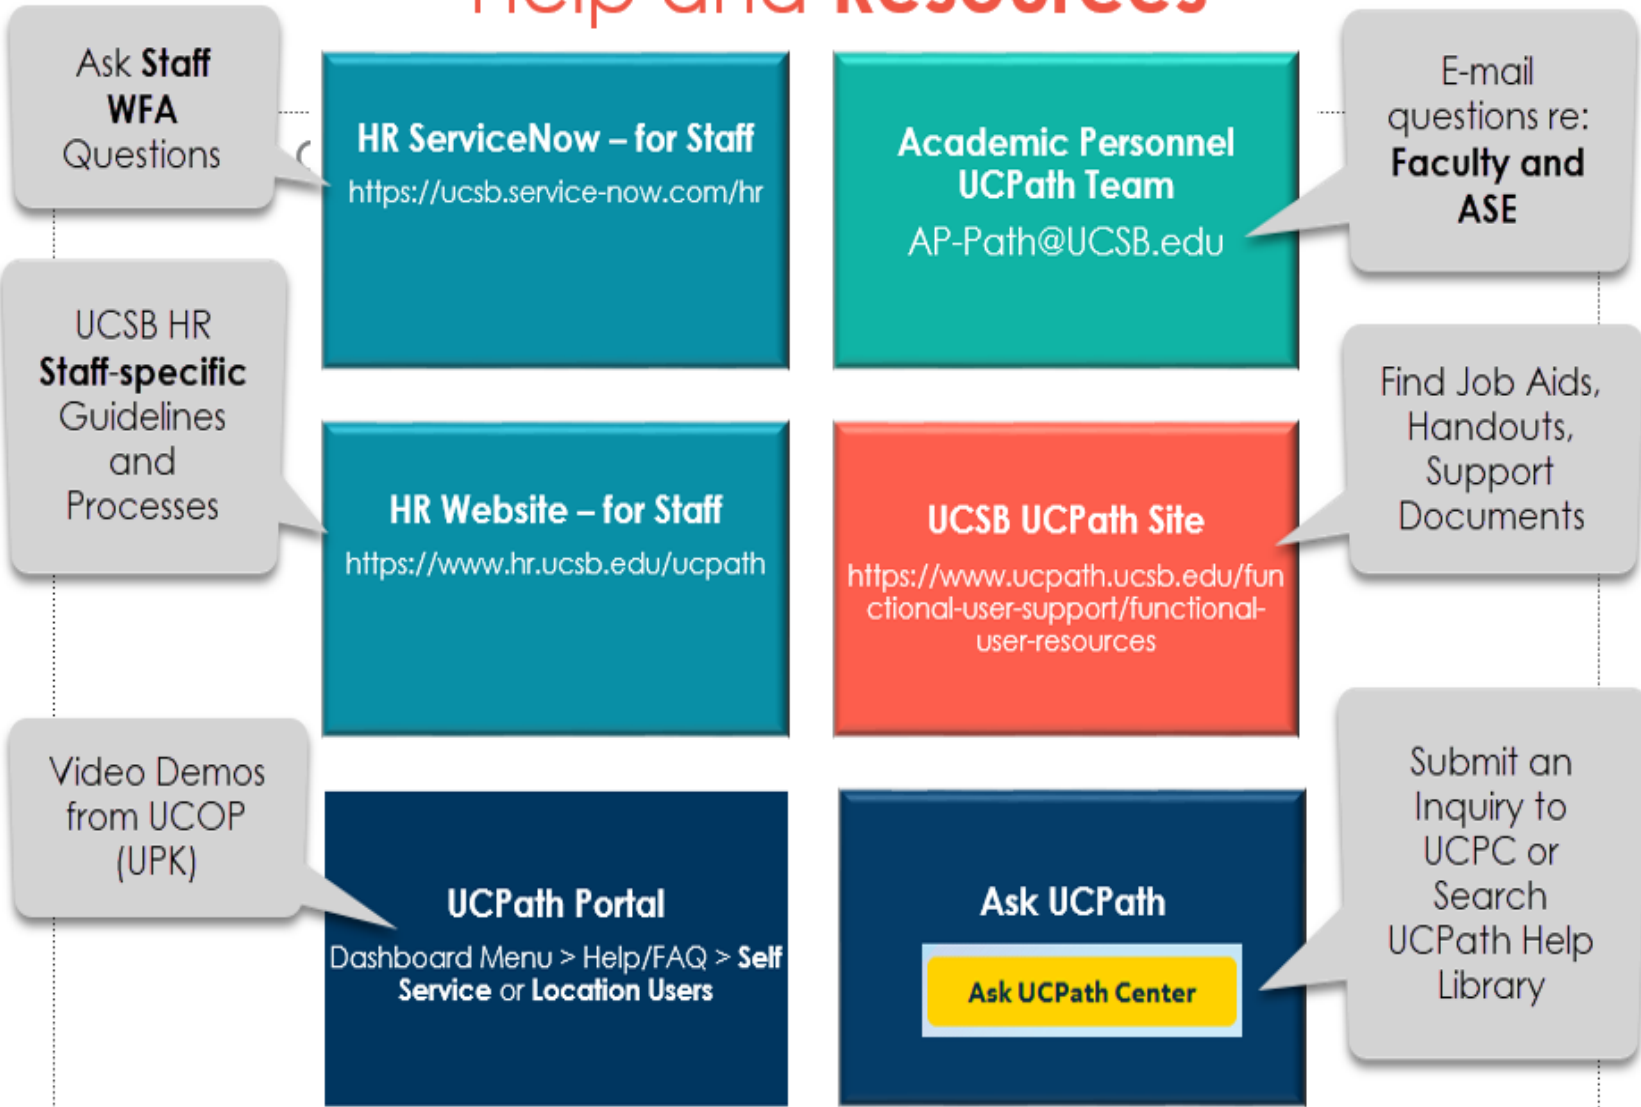 Help and Resources
Ask Staff
WFA
Questions
HR ServiceNow – for Staff
https://ucsb.service-now.com/hr
Academic Personnel
UCPath Team
AP-Path@UCSB.edu
E-mail
questions re:
Faculty and
ASE
UCSB HR
Staff-specific
Guidelines
and
Processes
HR Website – for Staff
https://www.hr.ucsb.edu/ucpath
UCSB UCPath Site
https://www.ucpath.ucsb.edu/fun
ctional-user-support/functional-
user-resources
Find Job Aids,
Handouts,
Support
Documents
Video Demos
from UCOP
(UPK)
UCPath Portal
Dashboard Menu > Help/FAQ > Self
Service or Location Users
Ask UCPath
Ask UCPath Center
Submit an
Inquiry to
UCPC or
Search
UCPath Help
Library